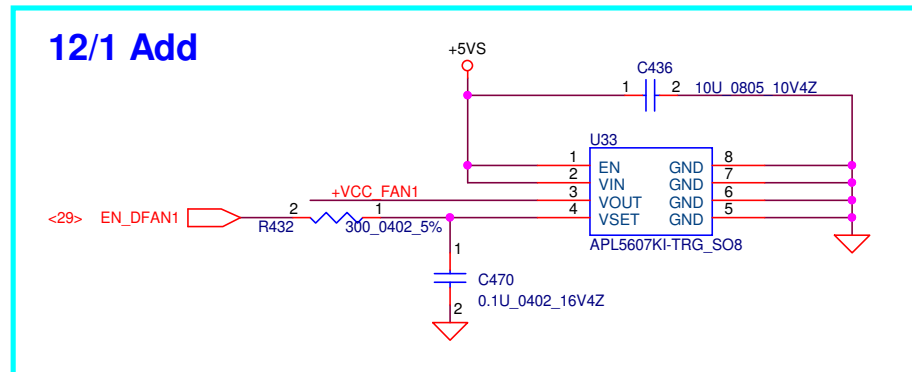 12/1 Add
+5VS
C436
1 2 10U_0805_10V4Z
U33
1 EN GND 8
2 VIN GND 7
+VCC_FAN1 3 VOUT GND 6
<29> EN_DFAN1 2 1 4 VSET GND 5
R432 300_0402_5% APL5607KI-TRG_SO8
1
C470
0.1U_0402_16V4Z
2